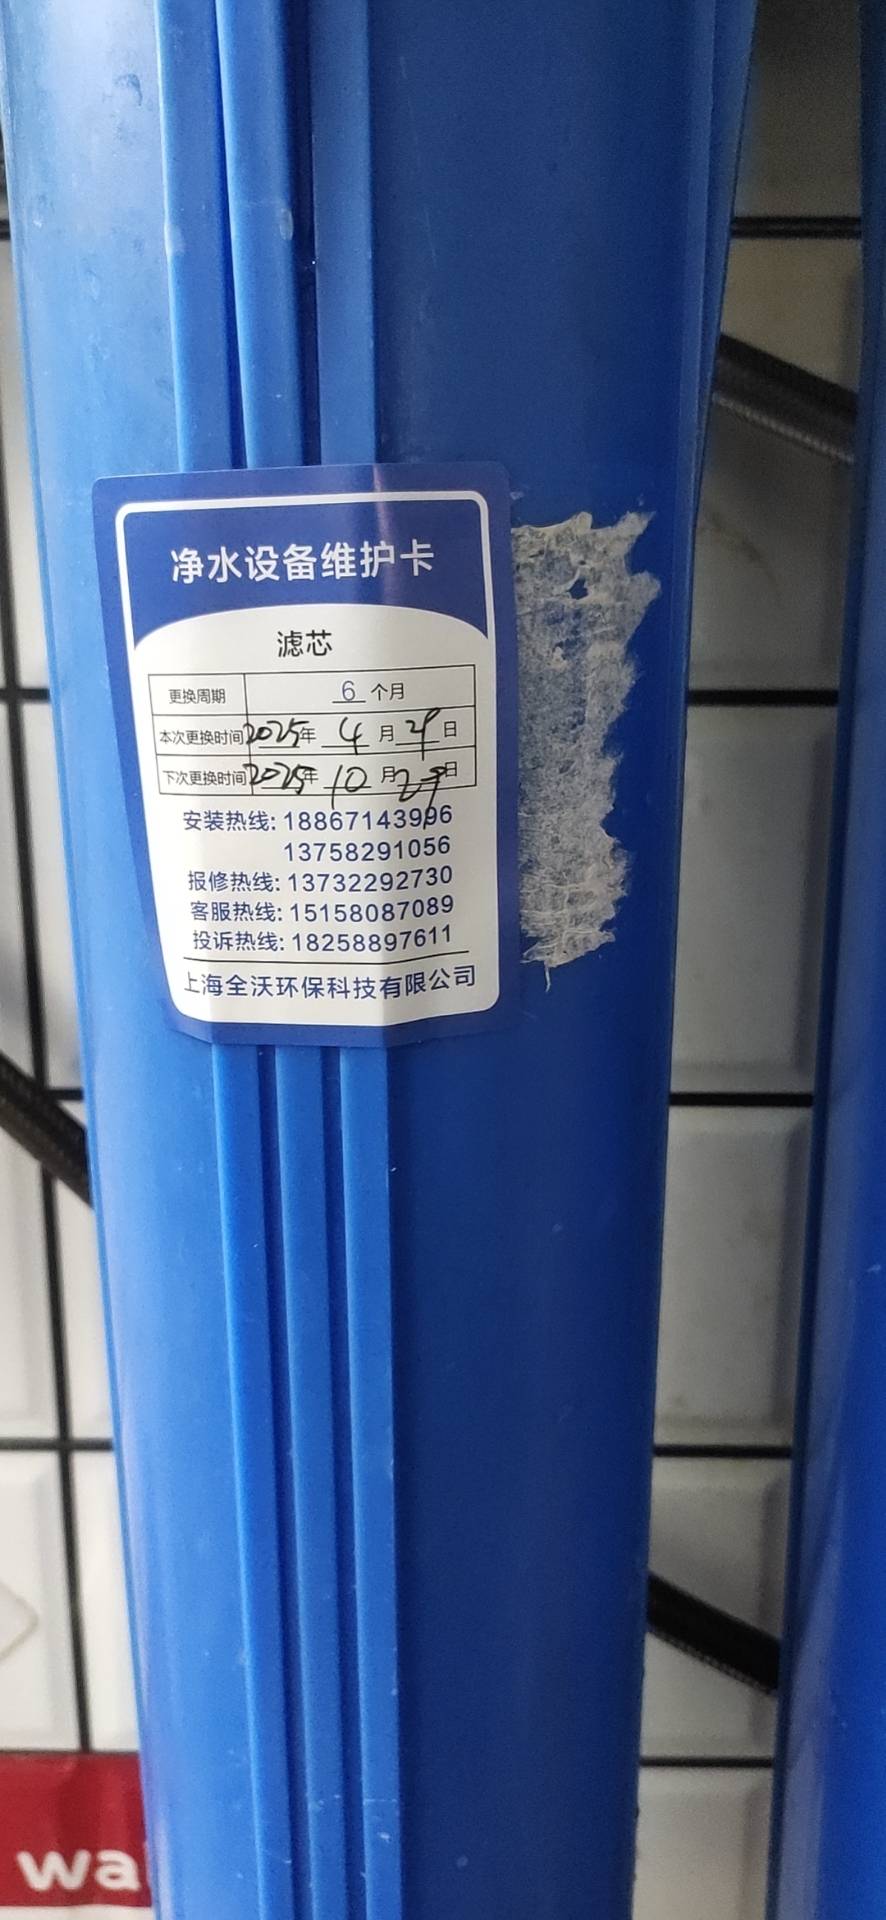 净水设备维护卡
滤芯
更换周期 6 个月
本次更换时间 2025年 4 月 29 日
下次更换时间 2025年 10 月 29 日
安装热线: 18867143996
13758291056
报修热线: 13732292730
客服热线: 15158087089
投诉热线: 18258897611
上海全沃环保科技有限公司
wa